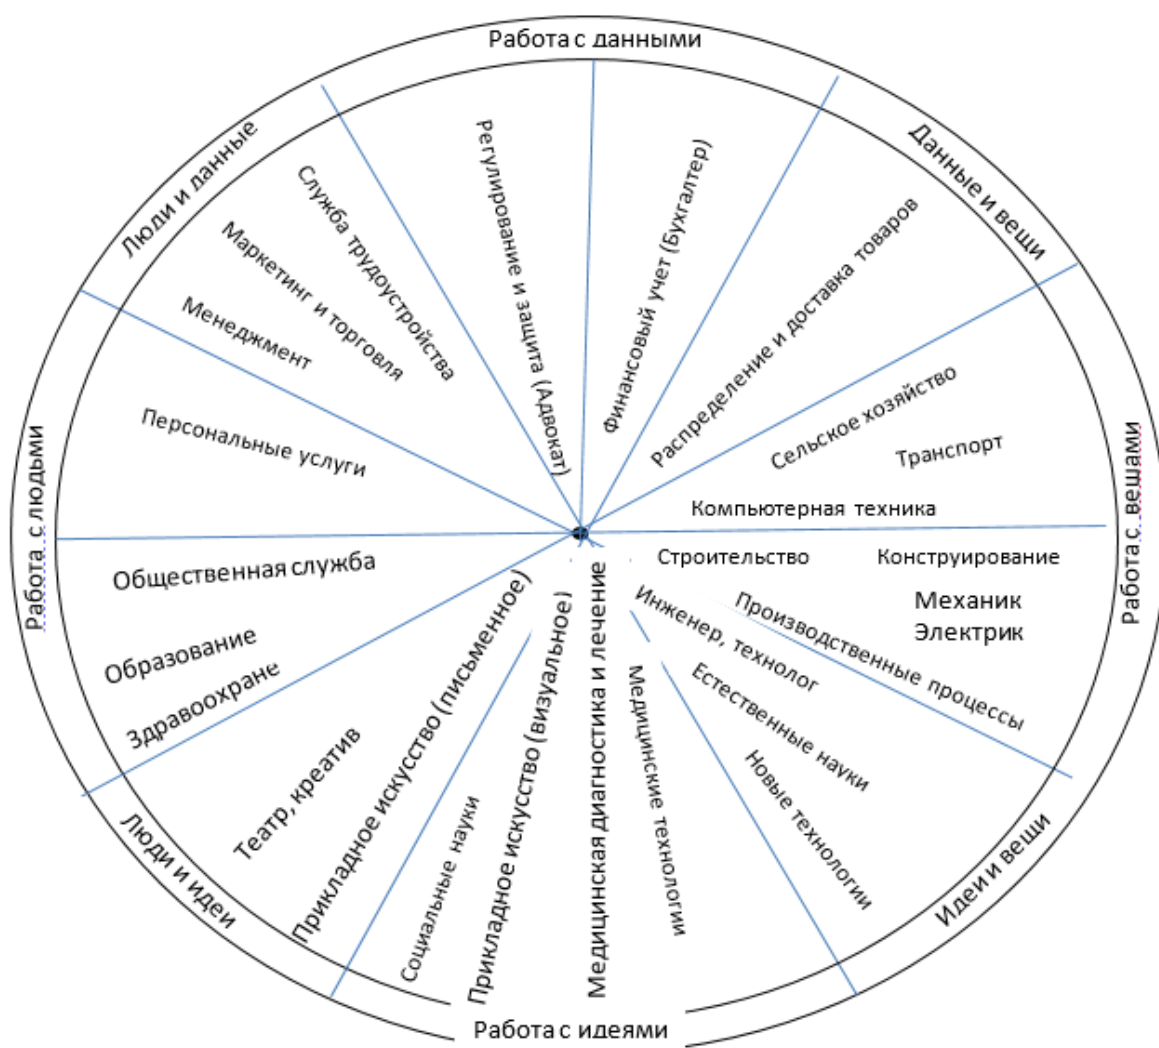 Работа с данными
Данные и вещи
Работа с вешами
Идеи и вещи
Работа с идеями
Люди и идеи
Работа с людьми
Люди и данные
Регулирование и защита (Адвокат)
Финансовый учет (Бухгалтер)
Распределение и доставка товаров
Сельское хозяйство
Транспорт
Компьютерная техника
Строительство
Конструирование
Механик
Электрик
Производственные процессы
Инженер, технолог
Естественные науки
Новые технологии
Медицинские технологии
Медицинская диагностика и лечение
Прикладное искусство (визуальное)
Социальные науки
Прикладное искусство (письменное)
Театр, креатив
Здравоохране
Образование
Общественная служба
Персональные услуги
Менеджмент
Маркетинг и торговля
Служба трудоустройства